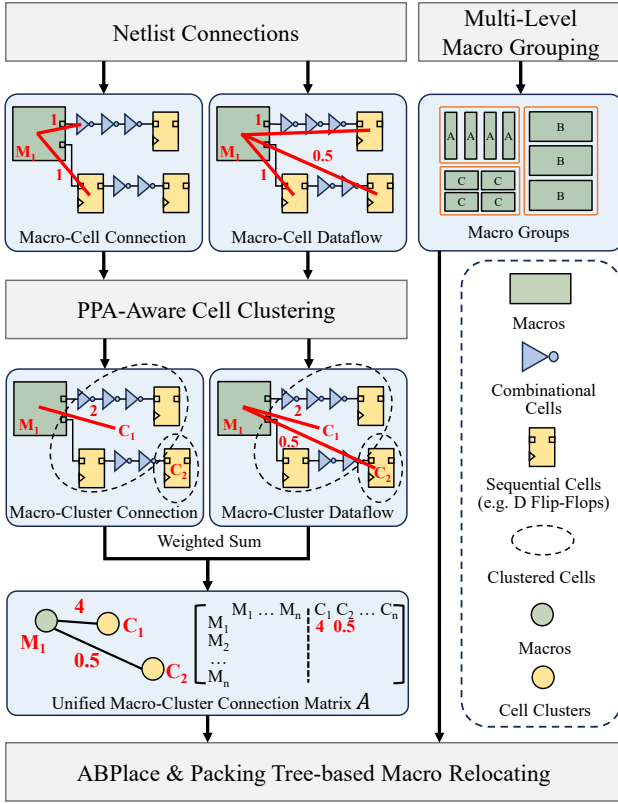 Netlist Connections
Multi-Level
Macro Grouping
1
M1
1
Macro-Cell Connection
1
M1
0.5
1
Macro-Cell Dataflow
A A A A
B
C C
B
C C
B
Macro Groups
PPA-Aware Cell Clustering
2
M1
C1
C2
Macro-Cluster Connection
2
M1
C1
0.5
C2
Macro-Cluster Dataflow
Macros
Combinational
Cells
Sequential Cells
(e.g. D Flip-Flops)
Clustered Cells
Macros
Cell Clusters
Weighted Sum
4
M1
C1
0.5
C2
M1 ... Mn C1 C2 ... Cn
M1 4 0.5
M2
...
Mn
Unified Macro-Cluster Connection Matrix A
ABPlace & Packing Tree-based Macro Relocating